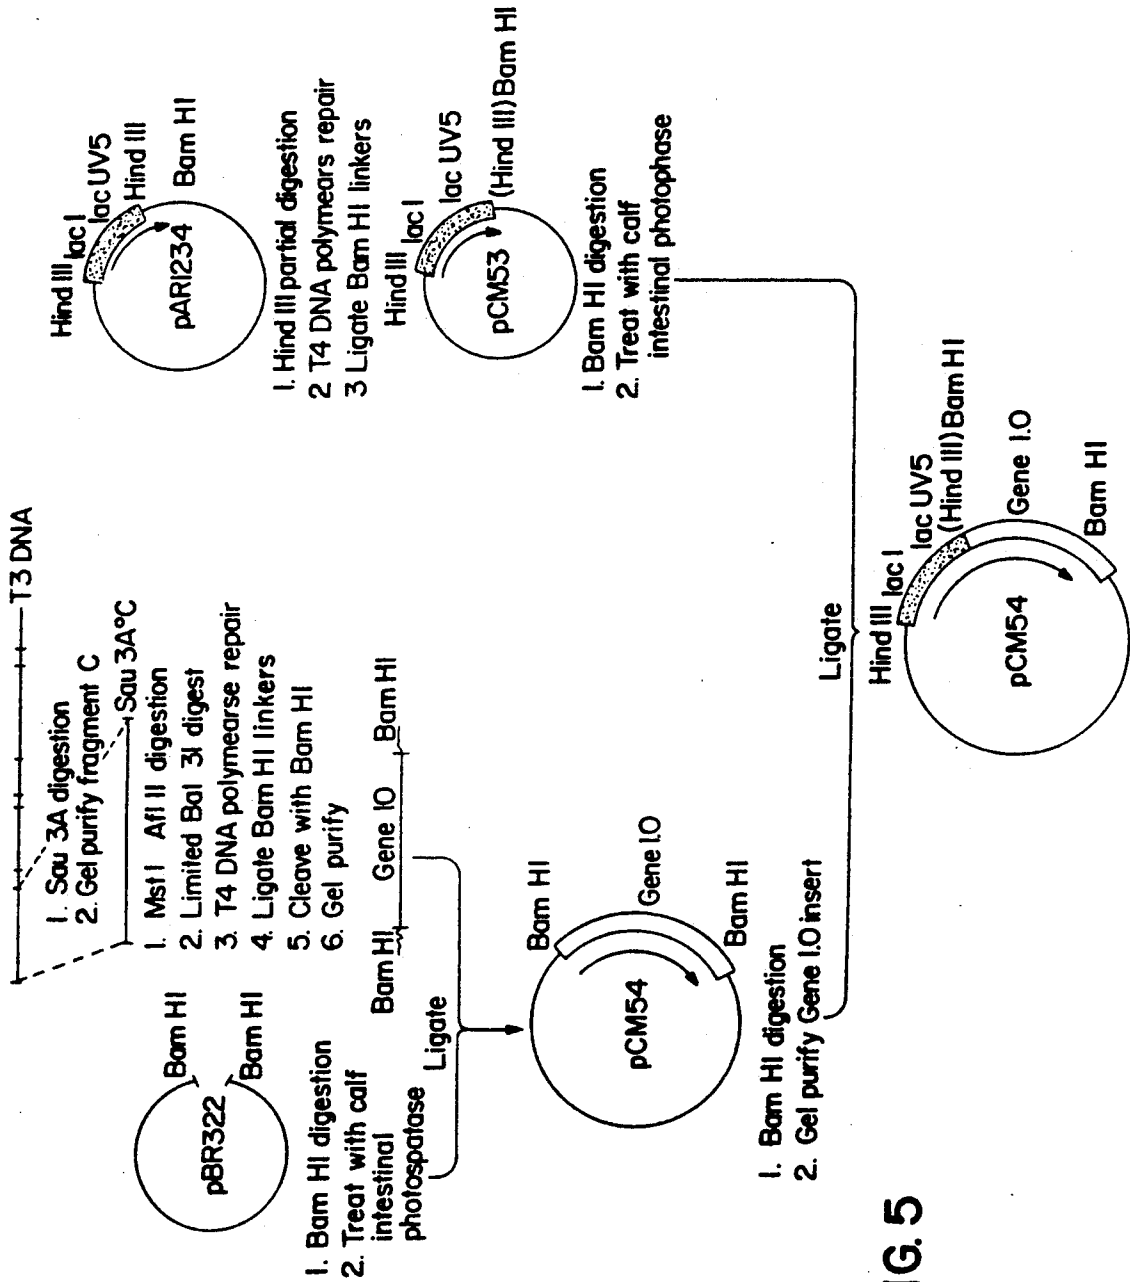 T3 DNA
1. Sau 3A digestion
2. Gel purify fragment C
Sau 3A°C
1. Mst I Afl II digestion
2. Limited Bal 31 digest
3. T4 DNA polymearse repair
4. Ligate Bam HI linkers
5. Cleave with Bam HI
6. Gel purify
Bam HI Gene 10 Bam HI
Bam HI
pBR322
Bam HI
1. Bam HI digestion
2. Treat with calf
intestinal
photospatase
Ligate
Bam HI
pCM54
Gene 1.0
Bam HI
1. Bam HI digestion
2. Gel purify Gene 1.0 insert
Hind III
lac I
lac UV5
Hind III
Bam HI
pAR1234
1. Hind III partial digestion
2 T4 DNA polymears repair
3 Ligate Bam HI linkers
Hind III
lac I
lac UV5
(Hind III) Bam HI
pCM53
1. Bam HI digestion
2. Treat with calf
intestinal photophase
Ligate
Hind III
lac I
lac UV5
(Hind III) Bam HI
Gene 1.0
pCM54
Bam HI
IG. 5